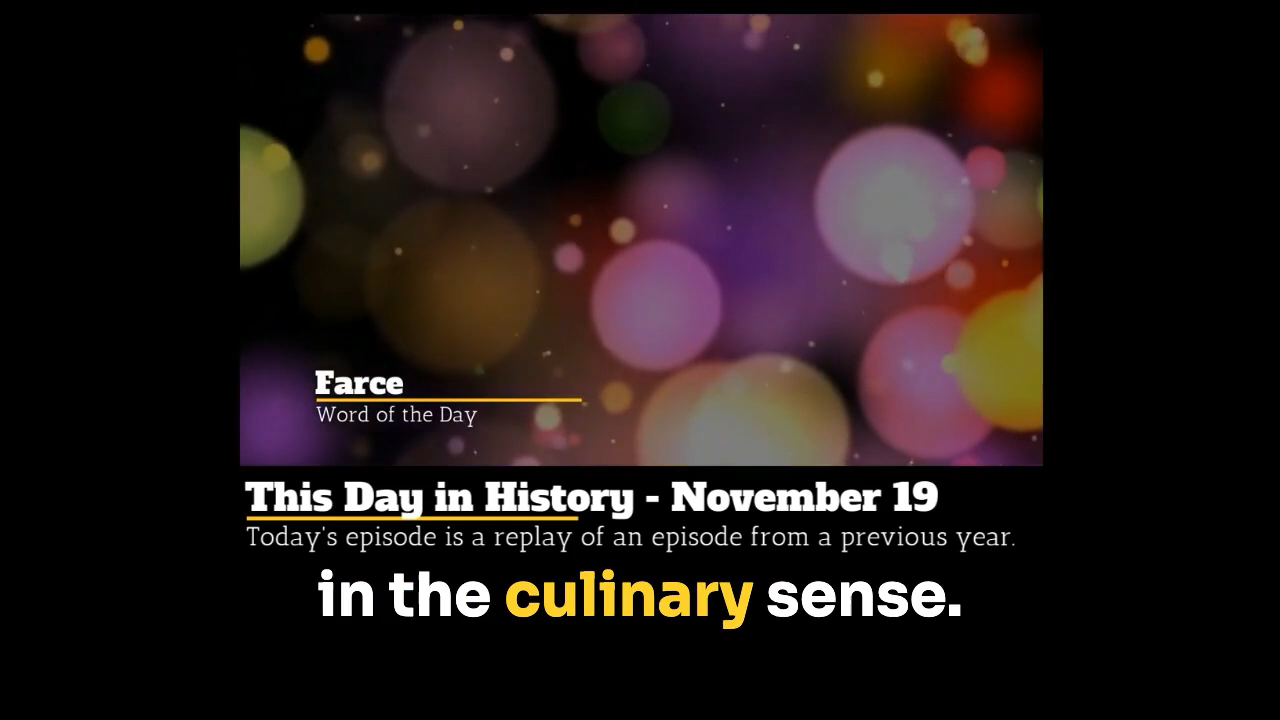 Farce
Word of the Day
This Day in History - November 19
Today's episode is a replay of an episode from a previous year.
in the culinary sense.